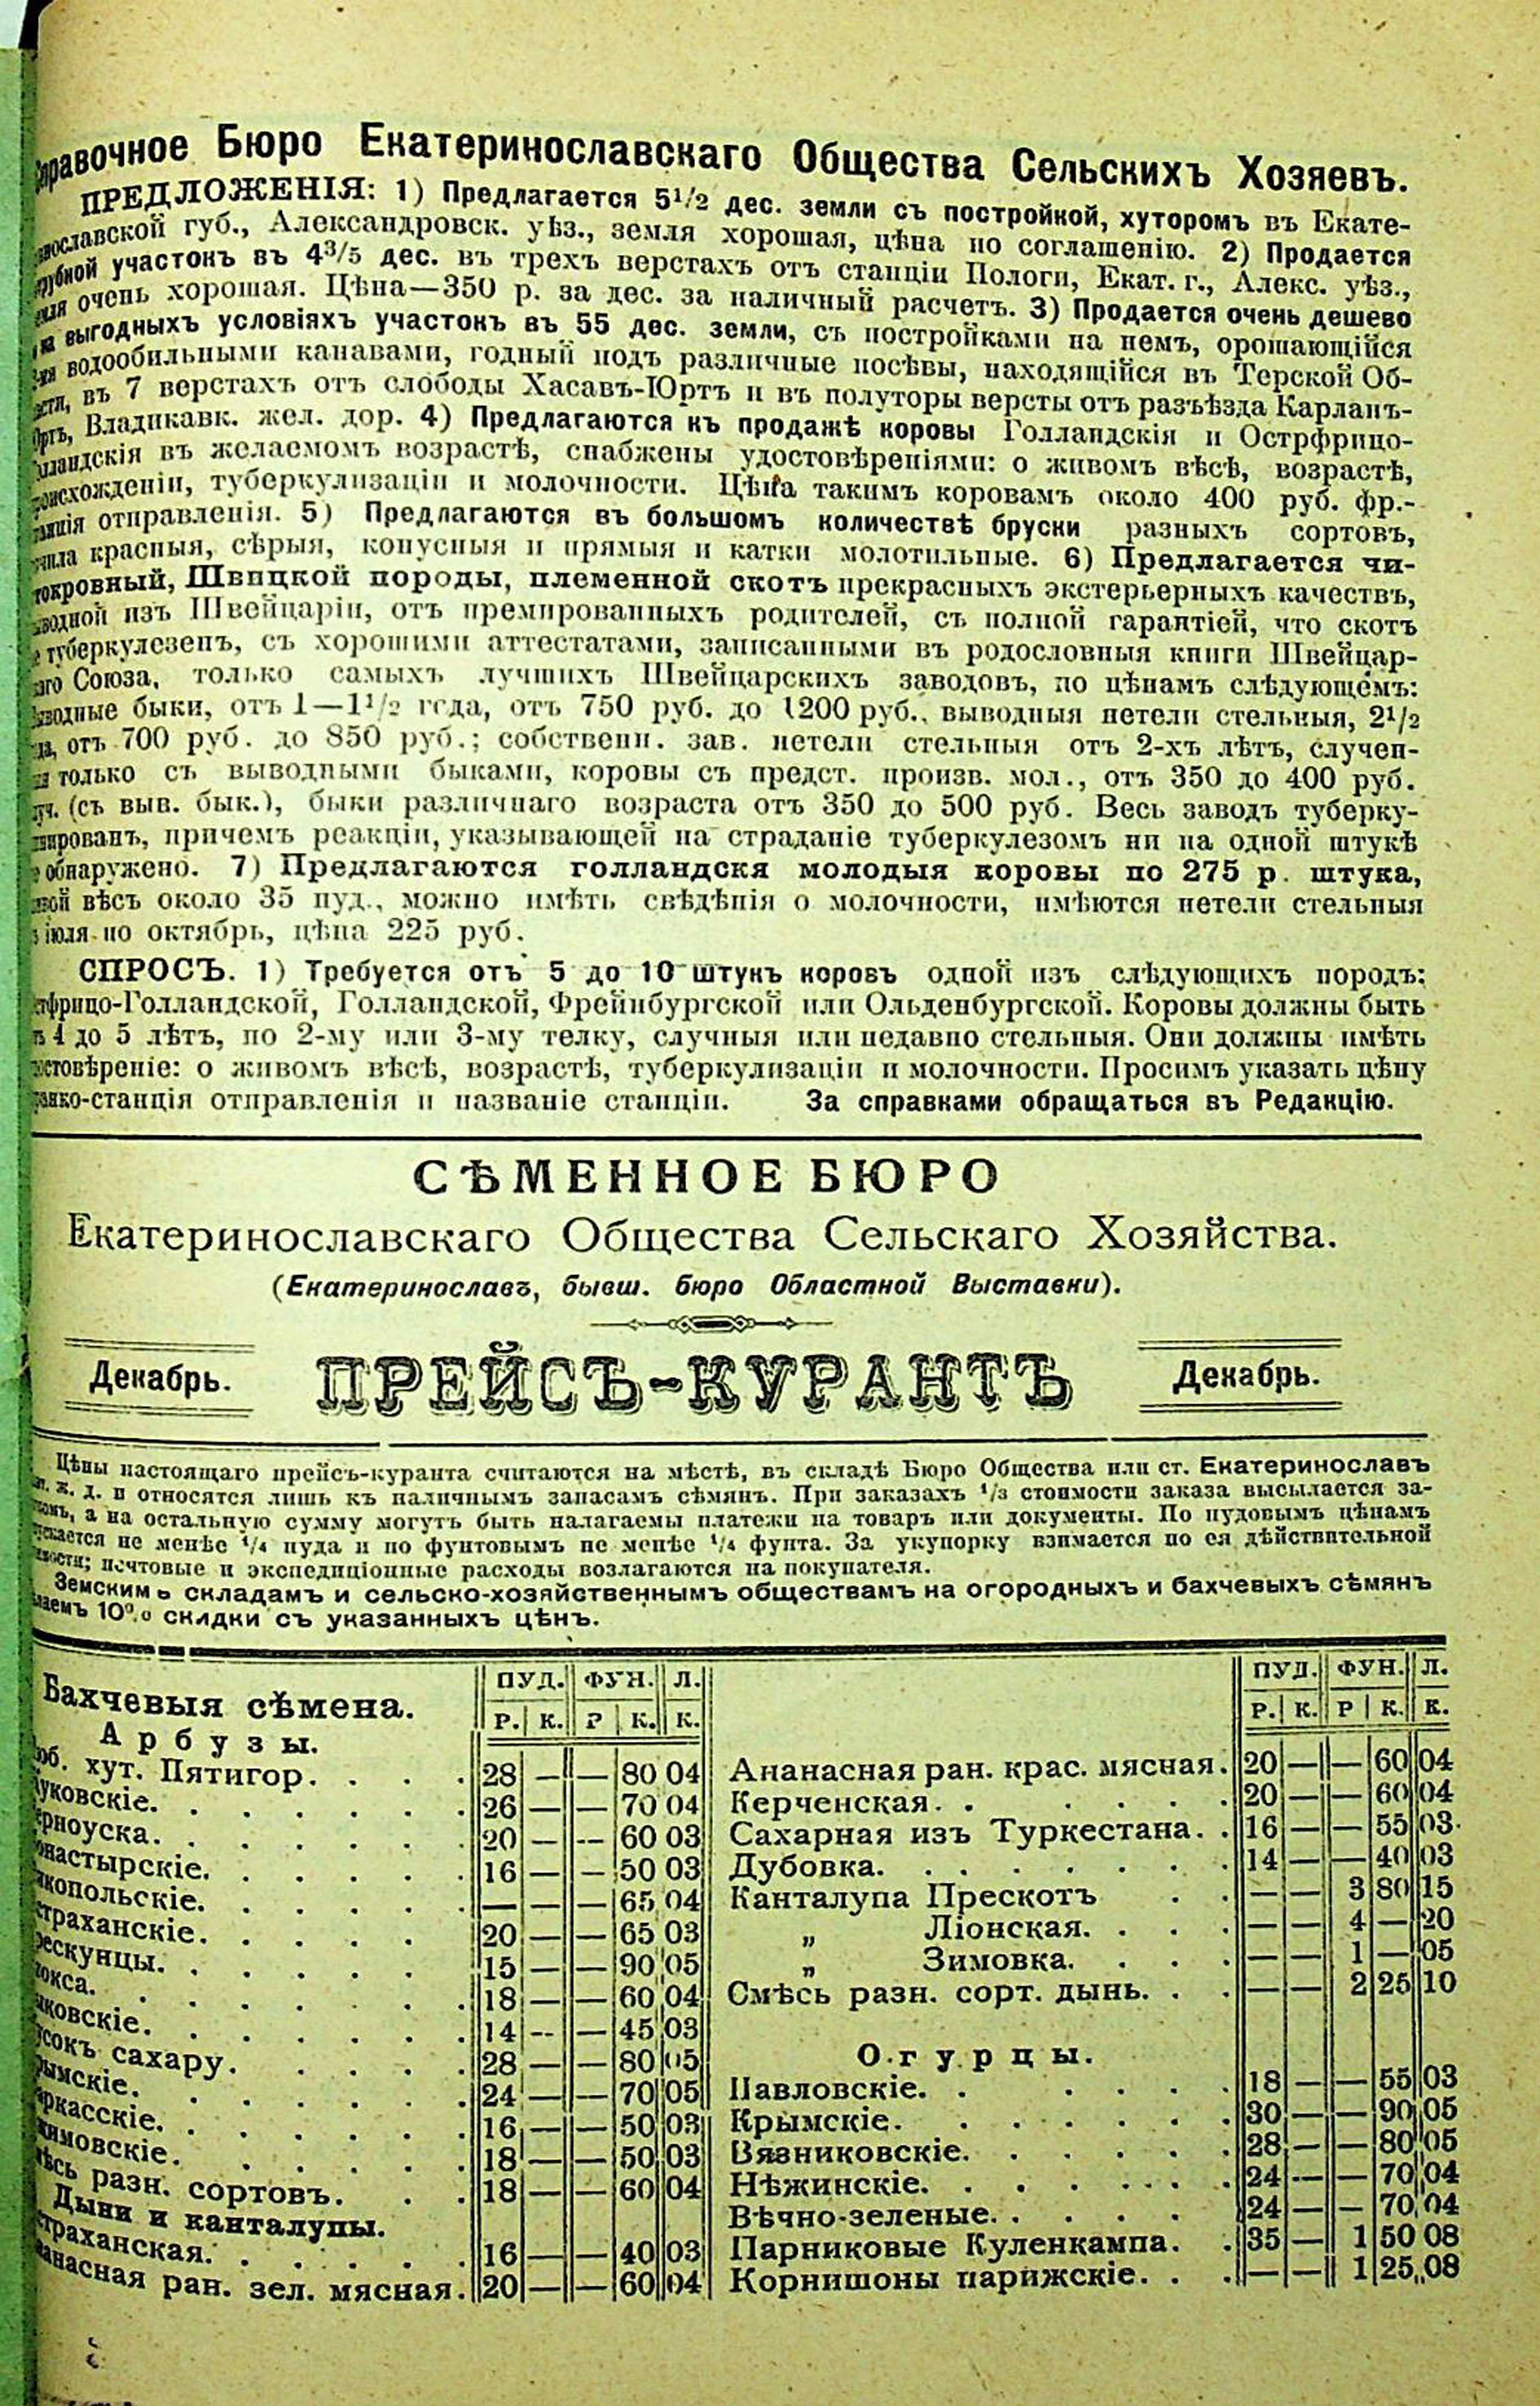 Справочное Бюро Екатеринославскаго Общества Сельскихъ Хозяевъ.
ПРЕДЛОЖЕНІЯ: 1) Предлагается 5¹/₂ дес. земли съ постройкой, хуторомъ въ Екате-
славской губ., Александровск. уѣз., земля хорошая, цѣна по соглашенію. 2) Продается
участокъ въ 4³/₅ дес. въ трехъ верстахъ отъ станціи Пологи, Екат. г., Алекс. уѣз.,
очень хорошая. Цѣна—350 р. за дес. за наличный расчетъ. 3) Продается очень дешево
на выгодныхъ условіяхъ участокъ въ 55 дес. земли, съ постройками на немъ, орошающійся
водообильными канавами, годный подъ различные посѣвы, находящійся въ Терской Об-
въ 7 верстахъ отъ слободы Хасавъ-Юртъ и въ полуторы версты отъ разъѣзда Карланъ-
Владикавк. жел. дор. 4) Предлагаются къ продажѣ коровы Голландскія и Острфризо-
ландскія въ желаемомъ возрастѣ, снабжены удостовѣреніями: о живомъ вѣсѣ, возрастѣ,
происхожденіи, туберкулизаціи и молочности. Цѣна такимъ коровамъ около 400 руб. фр.-
отправленія. 5) Предлагаются въ большомъ количествѣ бруски разныхъ сортовъ,
красныя, сѣрыя, конусныя и прямыя и катки молотильные. 6) Предлагается чи-
токровный, Швицкой породы, племенной скотъ прекрасныхъ экстерьерныхъ качествъ,
изъ Швейцаріи, отъ премированныхъ родителей, съ полной гарантіей, что скотъ
туберкулезенъ, съ хорошими аттестатами, записанными въ родословныя книги Швейцар-
Союза, только самыхъ лучшихъ Швейцарскихъ заводовъ, по цѣнамъ слѣдующемъ:
быки, отъ 1—1¹/₂ года, отъ 750 руб. до 1200 руб., выводныя нетели стельныя, 2¹/₂
отъ 700 руб. до 850 руб.; собственн. зав. нетели стельныя отъ 2-хъ лѣтъ, случен-
только съ выводными быками, коровы съ предст. произв. мол., отъ 350 до 400 руб.
(съ выв. бык.), быки различнаго возраста отъ 350 до 500 руб. Весь заводъ туберку-
причемъ реакціи, указывающей на страданіе туберкулезомъ ни на одной штукѣ
обнаружено. 7) Предлагаются голландскя молодыя коровы по 275 р. штука,
вѣсъ около 35 пуд., можно имѣть свѣдѣнія о молочности, имѣются нетели стельныя
іюля по октябрь, цѣна 225 руб.
СПРОСЪ. 1) Требуется отъ 5 до 10 штукъ коровъ одной изъ слѣдующихъ породъ:
фризо-Голландской, Голландской, Фрейнбургской или Ольденбургской. Коровы должны быть
4 до 5 лѣтъ, по 2-му или 3-му телку, случныя или недавно стельныя. Они должны имѣть
стовѣреніе: о живомъ вѣсѣ, возрастѣ, туберкулизаціи и молочности. Просимъ указать цѣну
станція отправленія и названіе станціи. За справками обращаться въ Редакцію.
СѢМЕННОЕ БЮРО
Екатеринославскаго Общества Сельскаго Хозяйства.
(Екатеринославъ, бывш. бюро Областной Выставки).
Декабрь. ПРЕЙСЪ-КУРАНТЪ Декабрь.
Цѣны настоящаго прейсъ-куранта считаются на мѣстѣ, въ складѣ Бюро Общества или ст. Екатеринославъ
ж. д. и относятся лишь къ наличнымъ запасамъ сѣмянъ. При заказахъ ¹/₃ стоимости заказа высылается за-
а на остальную сумму могутъ быть налагаемы платежи на товаръ или документы. По пудовымъ цѣнамъ
не менѣе ¹/₄ пуда и по фунтовымъ не менѣе ¹/₄ фунта. За укупорку взимается по ея дѣйствительной
почтовые и экспедиціонные расходы возлагаются на покупателя.
Земскимъ складамъ и сельско-хозяйственнымъ обществамъ на огородныхъ и бахчевыхъ сѣмянъ
10% скидки съ указанныхъ цѣнъ.
Бахчевыя сѣмена. ПУД. ФУН. Л.
Р. К. Р К. К.
Арбузы.
хут. Пятигор. 28 — — 80 04
26 — — 70 04
20 — — 60 03
настырскіе. 16 — — 50 03
копольскіе. — — — 65 04
страханскіе. 20 — — 65 03
15 — — 90 05
18 — — 60 04
14 — — 45 03
сахару. 28 — — 80 05
24 — — 70 05
16 — — 50 03
18 — — 50 03
разн. сортовъ. 18 — — 60 04
Дыни и канталупы.
страханская. 16 — — 40 03
нанасная ран. зел. мясная. 20 — — 60 04
ПУД. ФУН. Л.
Р. К. Р К. К.
Ананасная ран. крас. мясная. 20 — — 60 04
Керченская. 20 — — 60 04
Сахарная изъ Туркестана. 16 — — 55 03
Дубовка. 14 — — 40 03
Канталупа Прескотъ — — 3 80 15
„ Ліонская. — — 4 — 20
„ Зимовка. — — 1 — 05
Смѣсь разн. сорт. дынь. — — 2 25 10
Огурцы.
Павловскіе. 18 — — 55 03
Крымскіе. 30 — — 90 05
Вязниковскіе. 28 — — 80 05
Нѣжинскіе. 24 — — 70 04
Вѣчно-зеленые. 24 — — 70 04
Парниковые Куленкампа. 35 — 1 50 08
Корнишоны парижскіе. — — 1 25 08